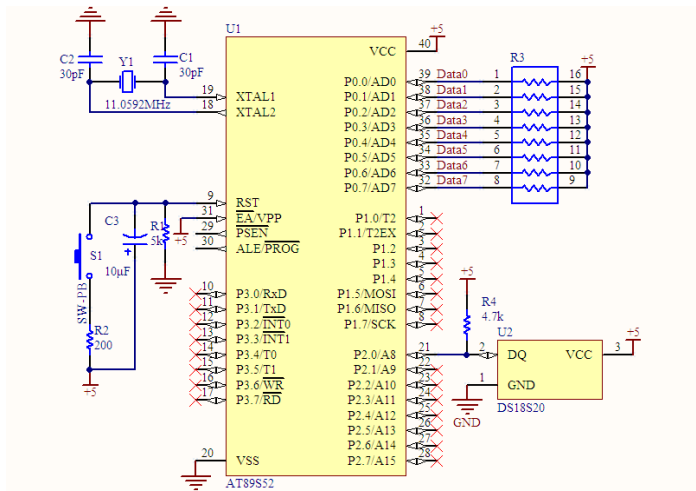 U1
+5
C2
30pF
Y1
C1
30pF
11.0592MHz
19
18
XTAL1
XTAL2
VCC
40
R3
+5
P0.0/AD0 39 Data0 1 16
P0.1/AD1 38 Data1 2 15
P0.2/AD2 37 Data2 3 14
P0.3/AD3 36 Data3 4 13
P0.4/AD4 35 Data4 5 12
P0.5/AD5 34 Data5 6 11
P0.6/AD6 33 Data6 7 10
P0.7/AD7 32 Data7 8 9
9 RST
31 EA/VPP
29 PSEN
30 ALE/PROG
C3
10µF
R1
5k
+5
S1
SW-PB
R2
200
+5
P1.0/T2 1
P1.1/T2EX 2
P1.2 3
P1.3 4
P1.4 5
P1.5/MOSI 6
P1.6/MISO 7
P1.7/SCK 8
10 P3.0/RxD
11 P3.1/TxD
12 P3.2/INT0
13 P3.3/INT1
14 P3.4/T0
15 P3.5/T1
16 P3.6/WR
17 P3.7/RD
P2.0/A8 21
P2.1/A9 22
P2.2/A10 23
P2.3/A11 24
P2.4/A12 25
P2.5/A13 26
P2.6/A14 27
P2.7/A15 28
+5
R4
4.7k
U2
2 DQ
VCC 3
+5
1 GND
GND
DS18S20
20 VSS
AT89S52